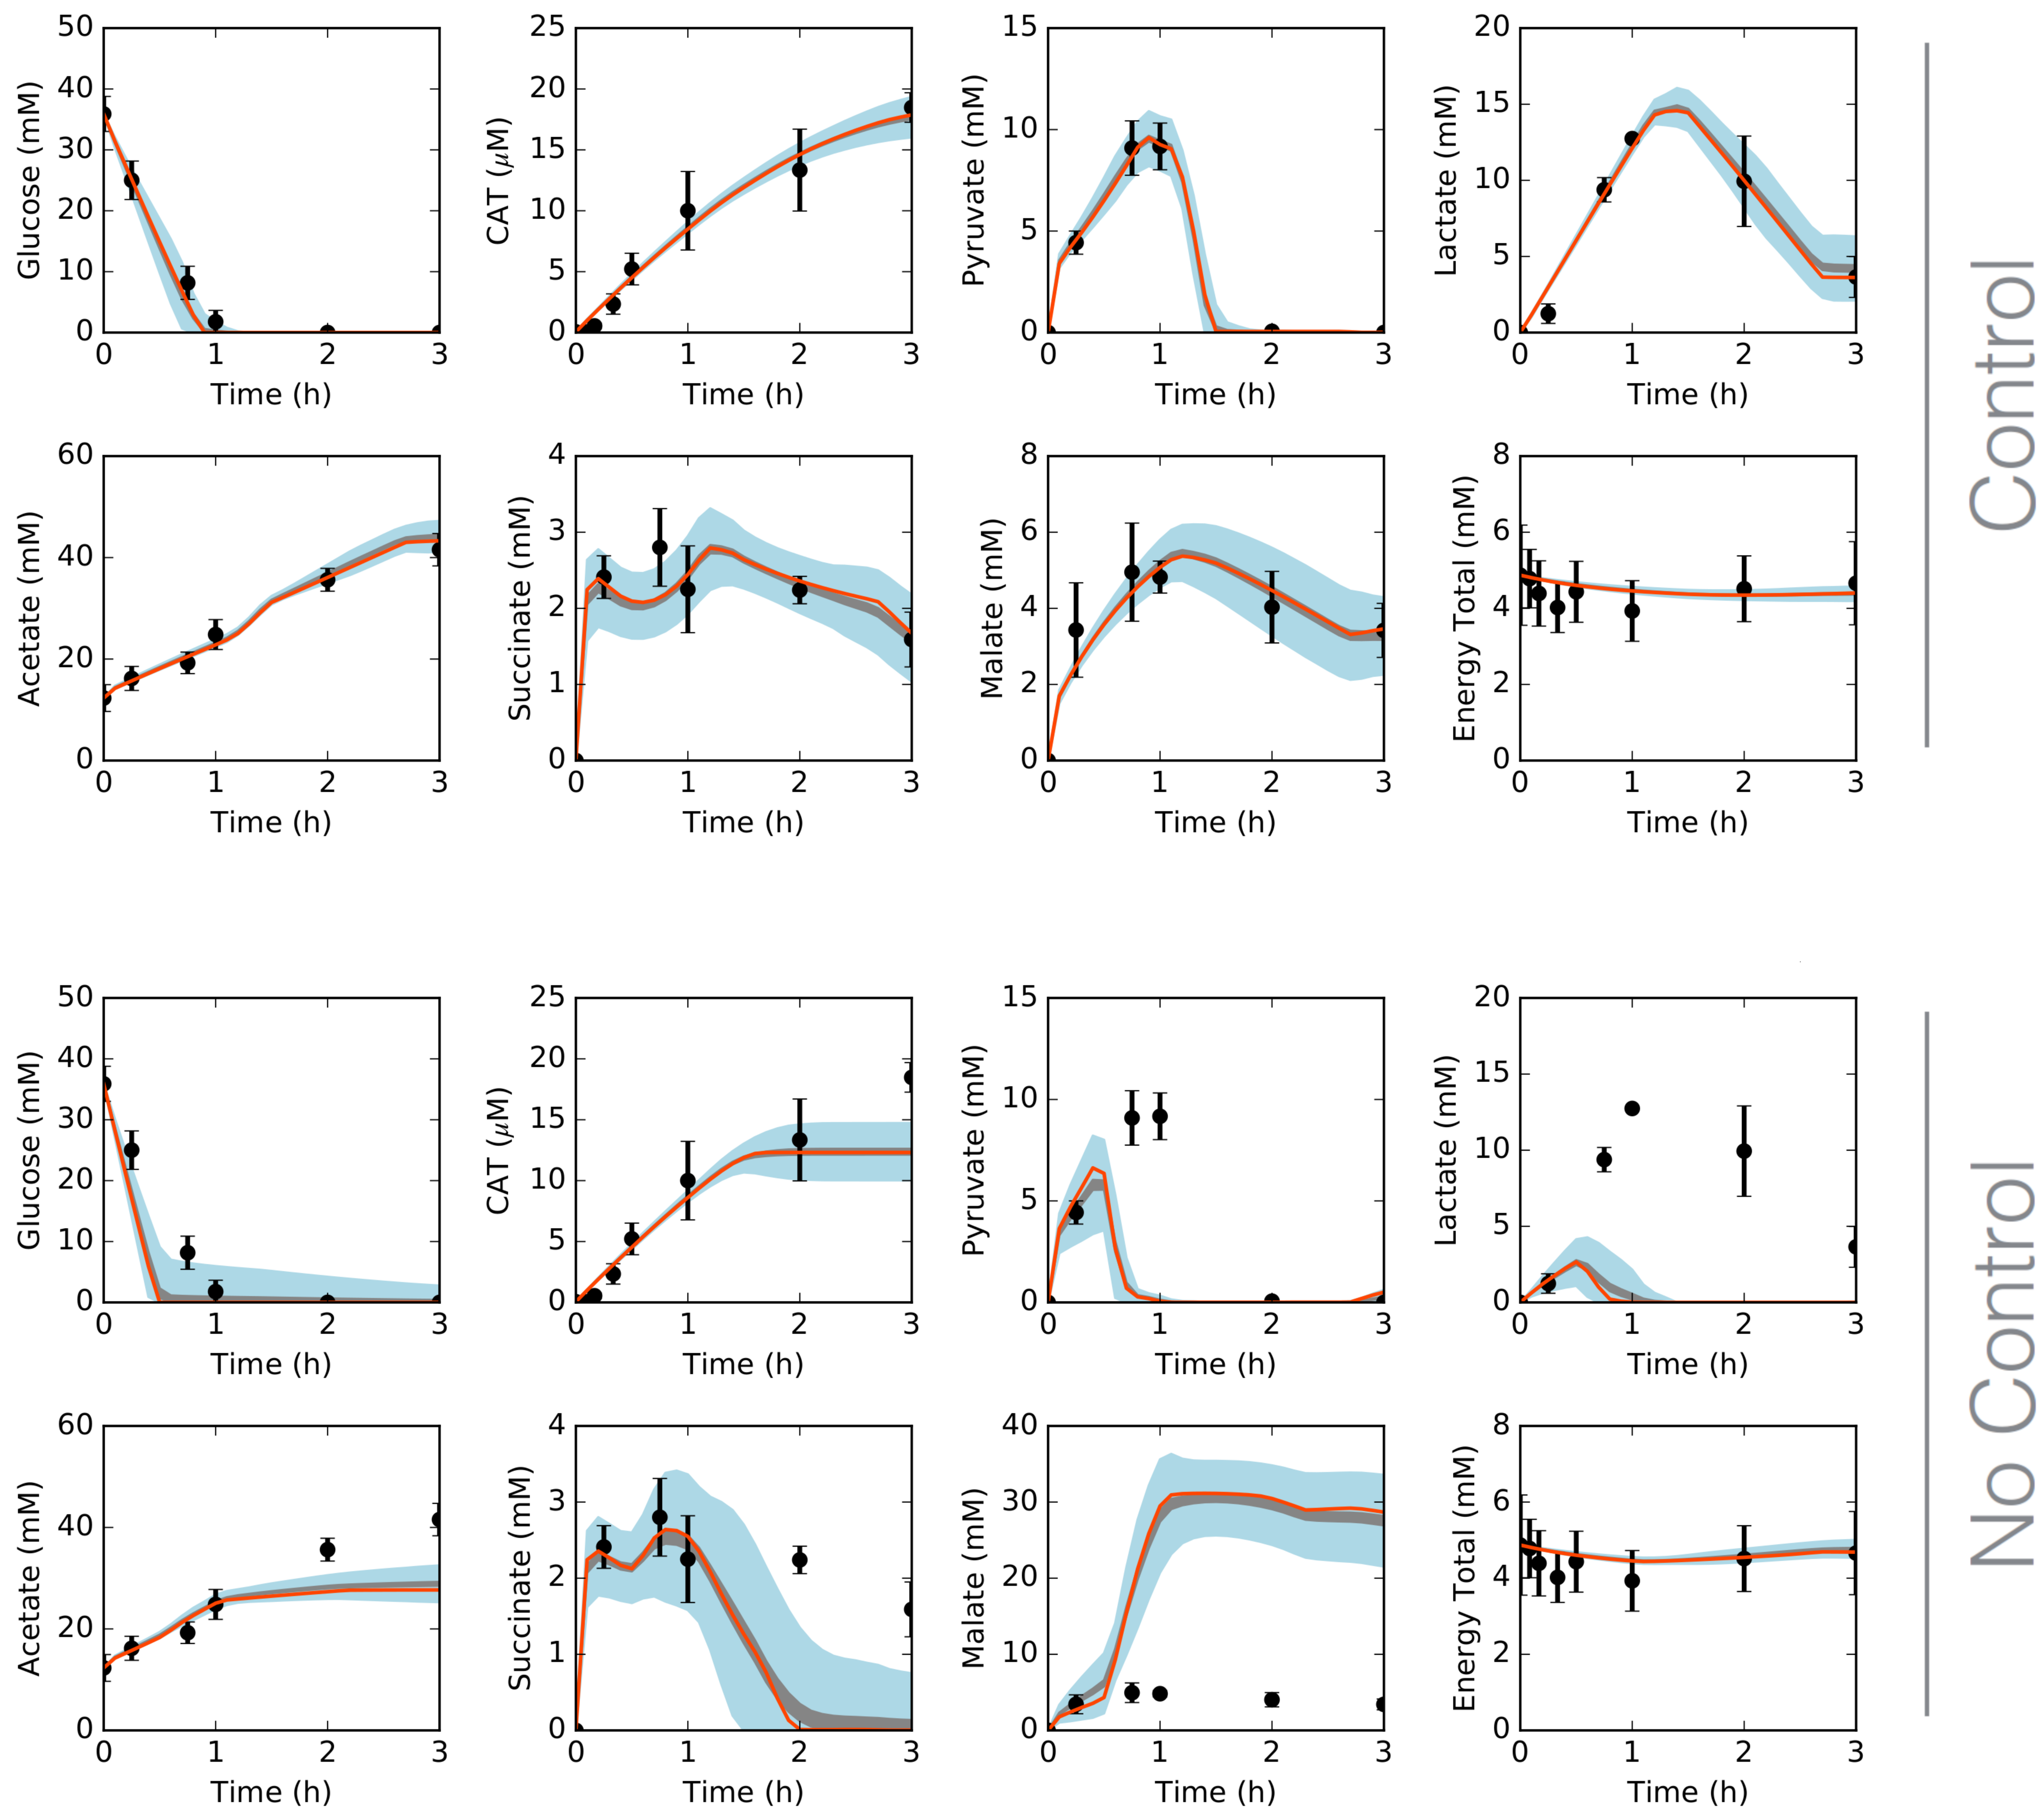 Control
Glucose (mM)
50
40
30
20
10
0
0 1 2 3
Time (h)
CAT (μM)
25
20
15
10
5
0
0 1 2 3
Time (h)
Pyruvate (mM)
15
10
5
0
0 1 2 3
Time (h)
Lactate (mM)
20
15
10
5
0
0 1 2 3
Time (h)
Acetate (mM)
60
40
20
0
0 1 2 3
Time (h)
Succinate (mM)
4
3
2
1
0
0 1 2 3
Time (h)
Malate (mM)
8
6
4
2
0
0 1 2 3
Time (h)
Energy Total (mM)
8
6
4
2
0
0 1 2 3
Time (h)
No Control
Glucose (mM)
50
40
30
20
10
0
0 1 2 3
Time (h)
CAT (μM)
25
20
15
10
5
0
0 1 2 3
Time (h)
Pyruvate (mM)
15
10
5
0
0 1 2 3
Time (h)
Lactate (mM)
20
15
10
5
0
0 1 2 3
Time (h)
Acetate (mM)
60
40
20
0
0 1 2 3
Time (h)
Succinate (mM)
4
3
2
1
0
0 1 2 3
Time (h)
Malate (mM)
40
30
20
10
0
0 1 2 3
Time (h)
Energy Total (mM)
8
6
4
2
0
0 1 2 3
Time (h)